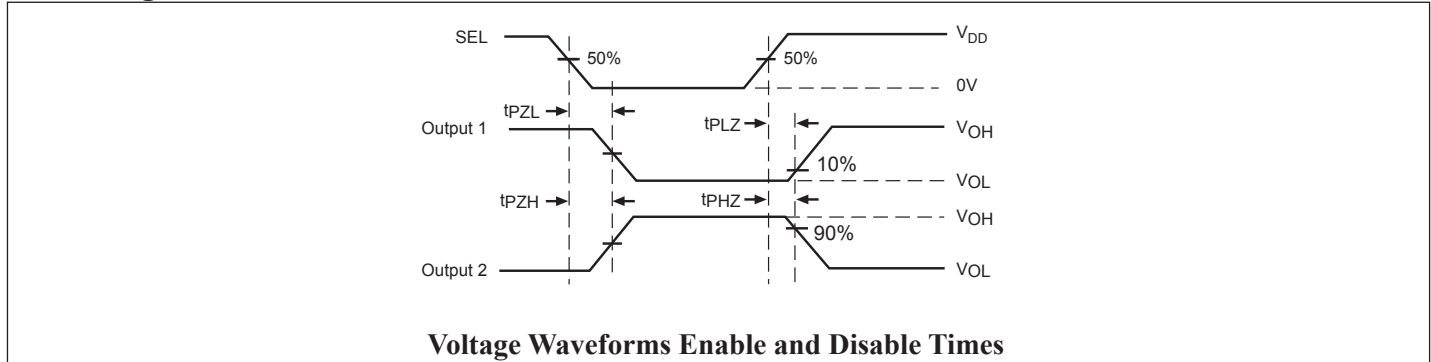 SEL
50%
50%
VDD
0V
tPZL
tPLZ
Output 1
VOH
10%
VOL
tPZH
tPHZ
VOH
90%
Output 2
VOL
Voltage Waveforms Enable and Disable Times